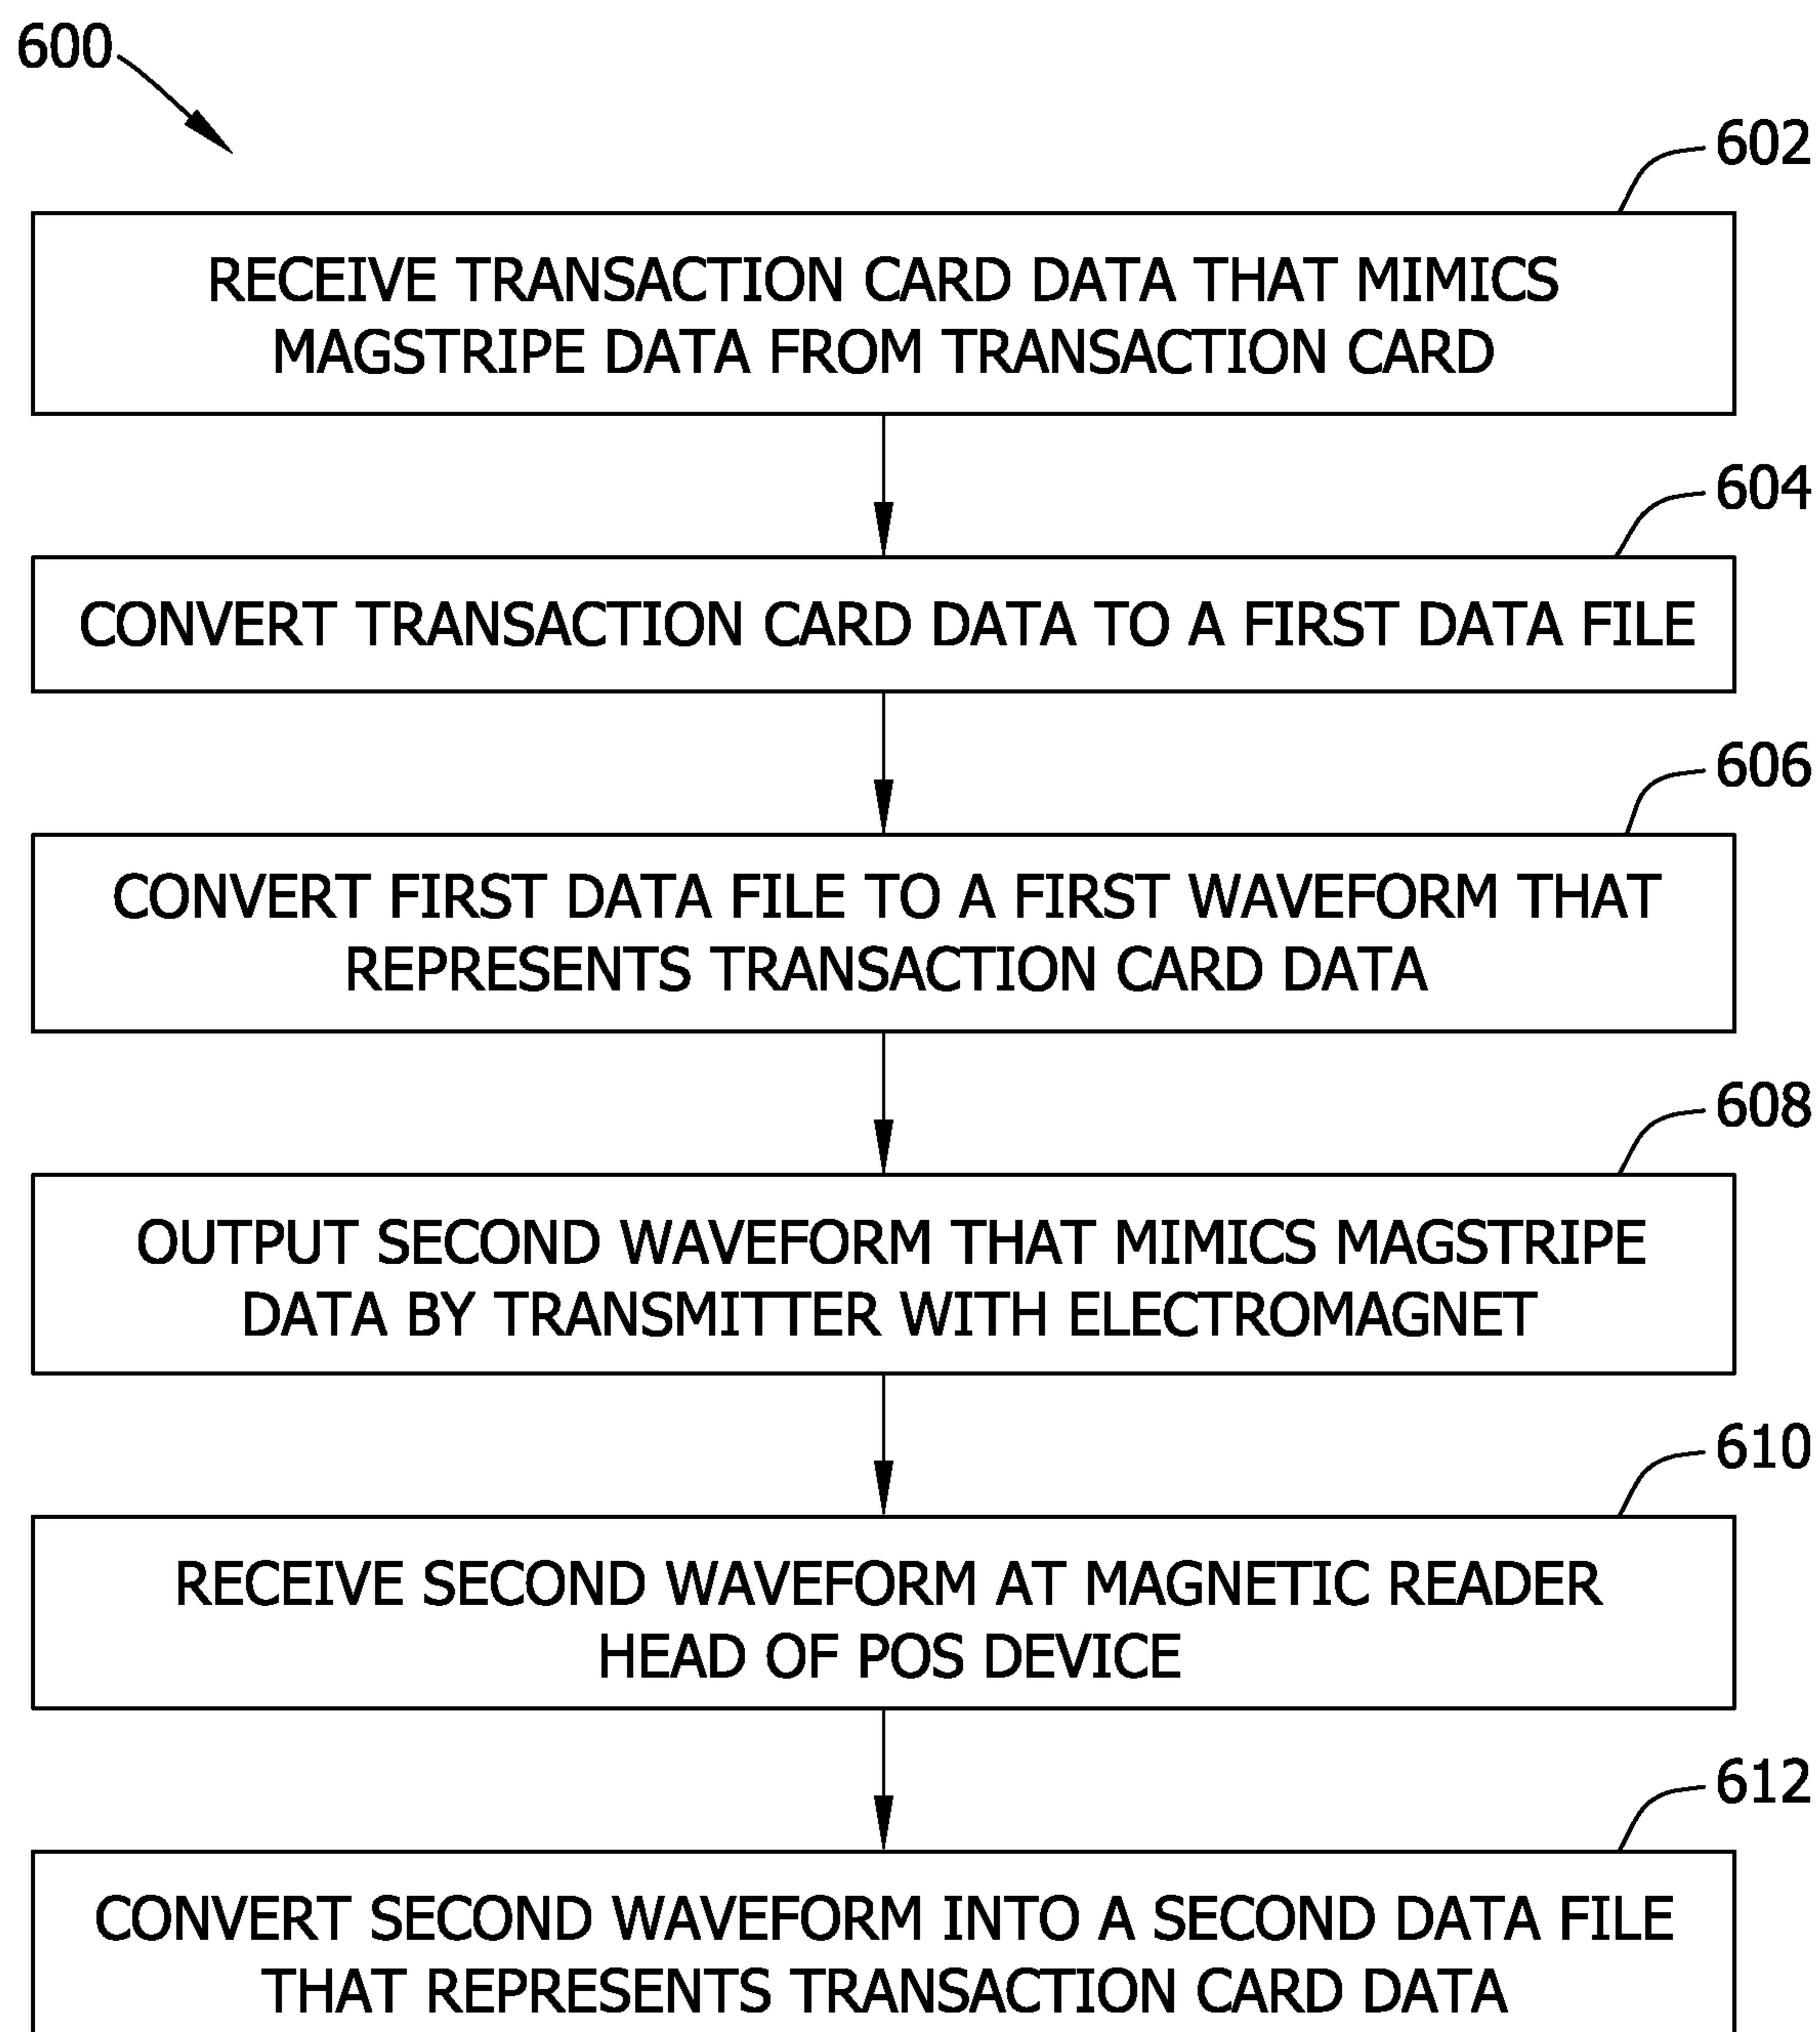 600
602
RECEIVE TRANSACTION CARD DATA THAT MIMICS
MAGSTRIPE DATA FROM TRANSACTION CARD
604
CONVERT TRANSACTION CARD DATA TO A FIRST DATA FILE
606
CONVERT FIRST DATA FILE TO A FIRST WAVEFORM THAT
REPRESENTS TRANSACTION CARD DATA
608
OUTPUT SECOND WAVEFORM THAT MIMICS MAGSTRIPE
DATA BY TRANSMITTER WITH ELECTROMAGNET
610
RECEIVE SECOND WAVEFORM AT MAGNETIC READER
HEAD OF POS DEVICE
612
CONVERT SECOND WAVEFORM INTO A SECOND DATA FILE
THAT REPRESENTS TRANSACTION CARD DATA